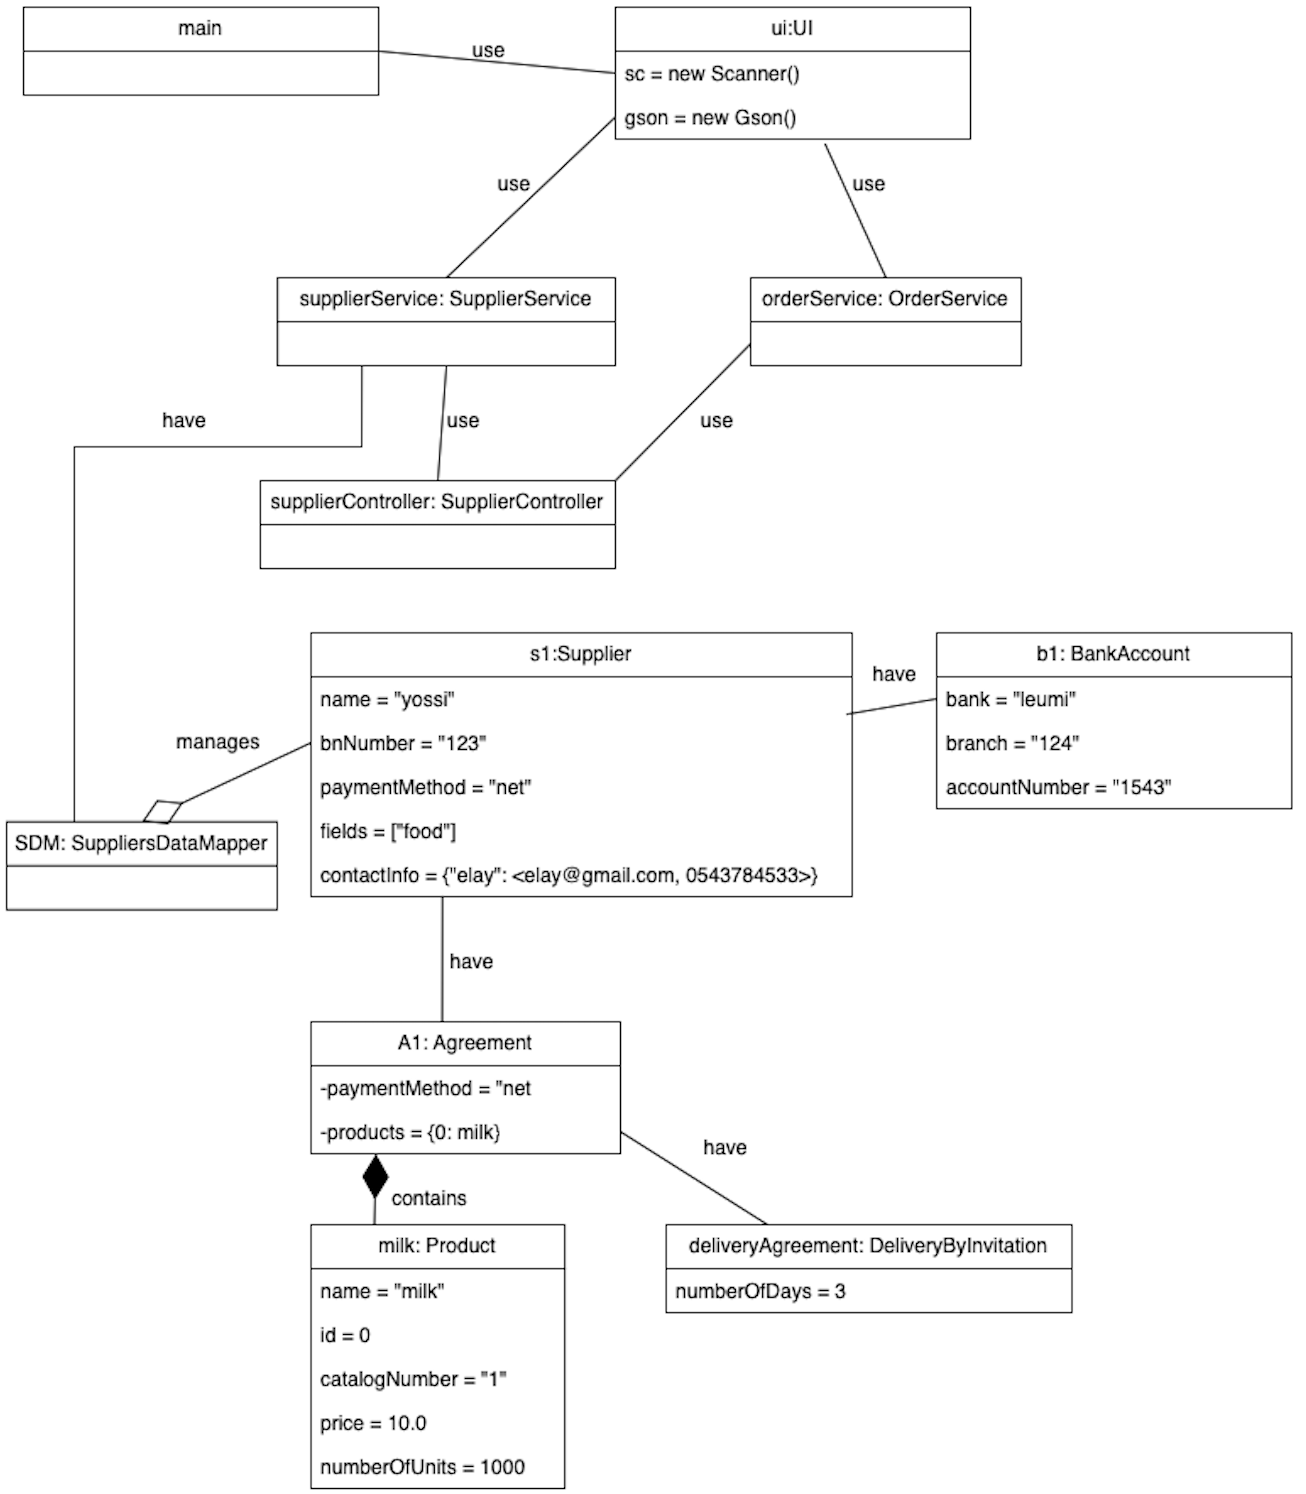 main
ui:UI
use
sc = new Scanner()
gson = new Gson()
use
use
supplierService: SupplierService
orderService: OrderService
have
use
use
supplierController: SupplierController
s1:Supplier
b1: BankAccount
have
name = "yossi"
bank = "leumi"
manages
bnNumber = "123"
branch = "124"
paymentMethod = "net"
accountNumber = "1543"
fields = ["food"]
SDM: SuppliersDataMapper
contactInfo = {"elay": <elay@gmail.com, 0543784533>}
have
A1: Agreement
-paymentMethod = "net
-products = {0: milk}
have
contains
milk: Product
deliveryAgreement: DeliveryByInvitation
name = "milk"
numberOfDays = 3
id = 0
catalogNumber = "1"
price = 10.0
numberOfUnits = 1000